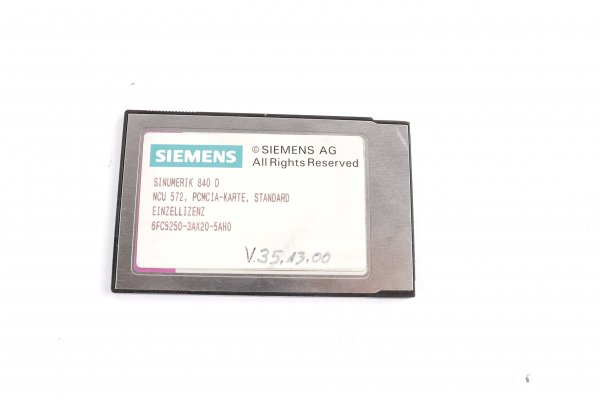 SIEMENS
© SIEMENS AG
All Rights Reserved
SINUMERIK 840 D
NCU 572, PCMCIA-KARTE, STANDARD
EINZELLIZENZ
6FC5250-3AX20-5AH0
V.35.13.00